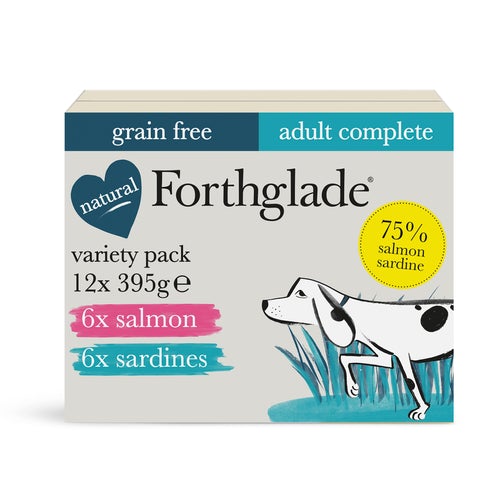 grain free
adult complete
natural
Forthglade®
variety pack
12x 395g℮
6x salmon
6x sardines
75%
salmon
sardine